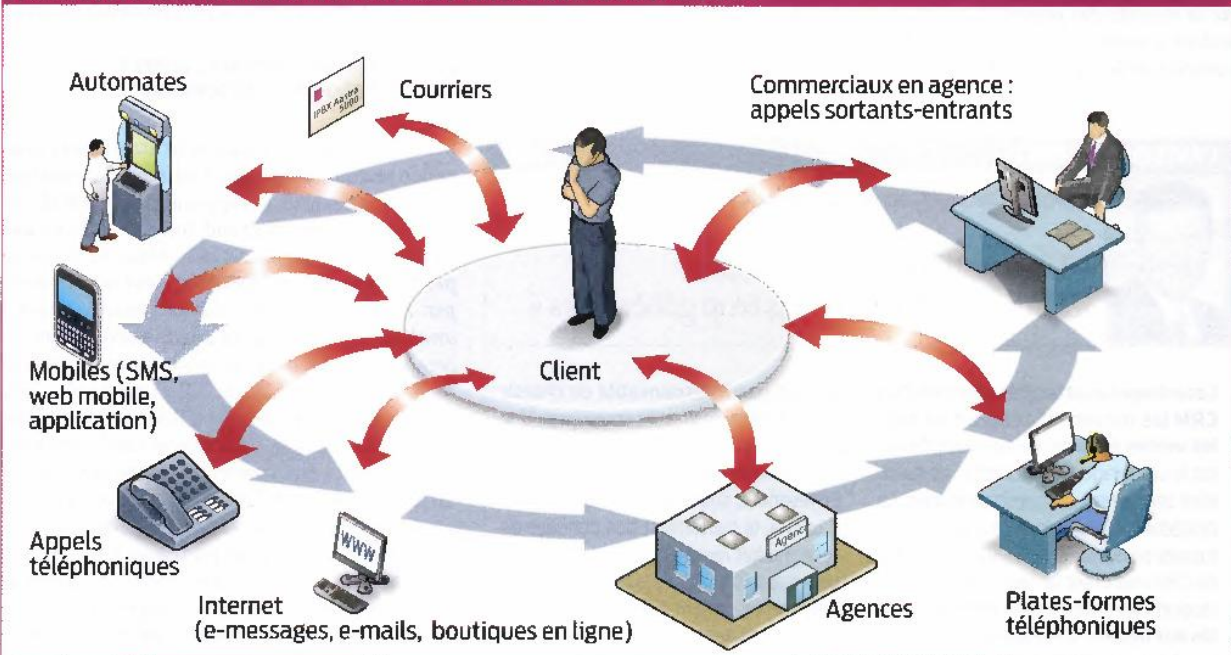 Automates
IPBX Aastra
5000
Courriers
Commerciaux en agence :
appels sortants-entrants
Client
Mobiles (SMS,
web mobile,
application)
Appels
téléphoniques
WWW
Internet
(e-messages, e-mails, boutiques en ligne)
Agence
Agences
Plates-formes
téléphoniques